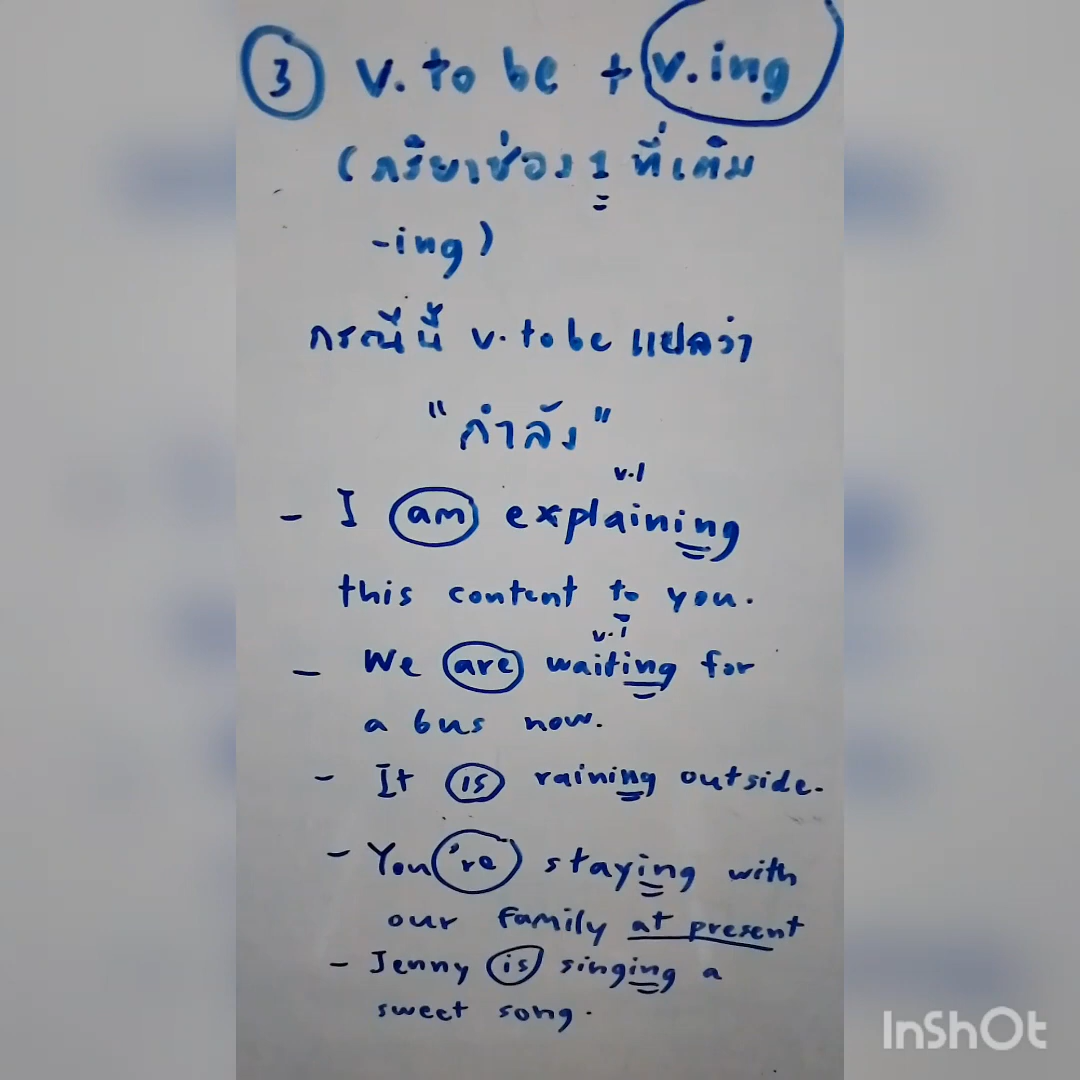 3 v. to be + v.ing
(กริยาช่อง 1 ที่เติม
-ing)
กรณีนี้ v. to be แปลว่า
"กำลัง"
v.1
- I am explaining
this content to you.
v.1
- We are waiting for
a bus now.
- It is raining outside.
- You're staying with
our family at present
- Jenny is singing a
sweet song.
InShOt